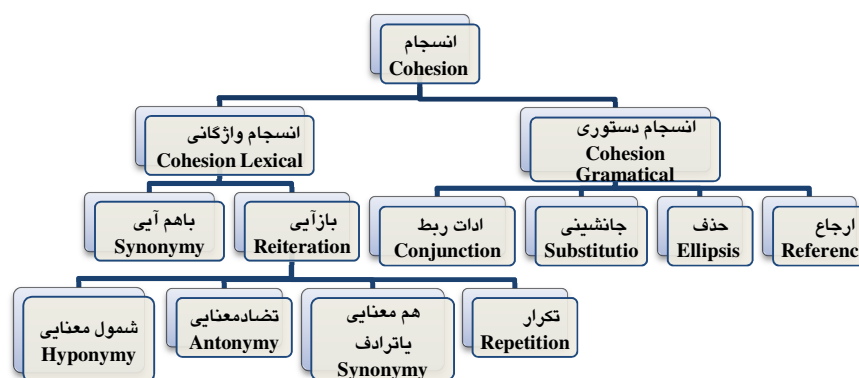 انسجام
Cohesion
انسجام دستوری
Cohesion
Gramatical
انسجام واژگانی
Cohesion Lexical
ارجاع
Referenc
حذف
Ellipsis
جانشینی
Substitutio
ادات ربط
Conjunction
بازآیی
Reiteration
باهم آیی
Synonymy
تکرار
Repetition
هم معنایی
یاترادف
Synonymy
تضادمعنایی
Antonymy
شمول معنایی
Hyponymy